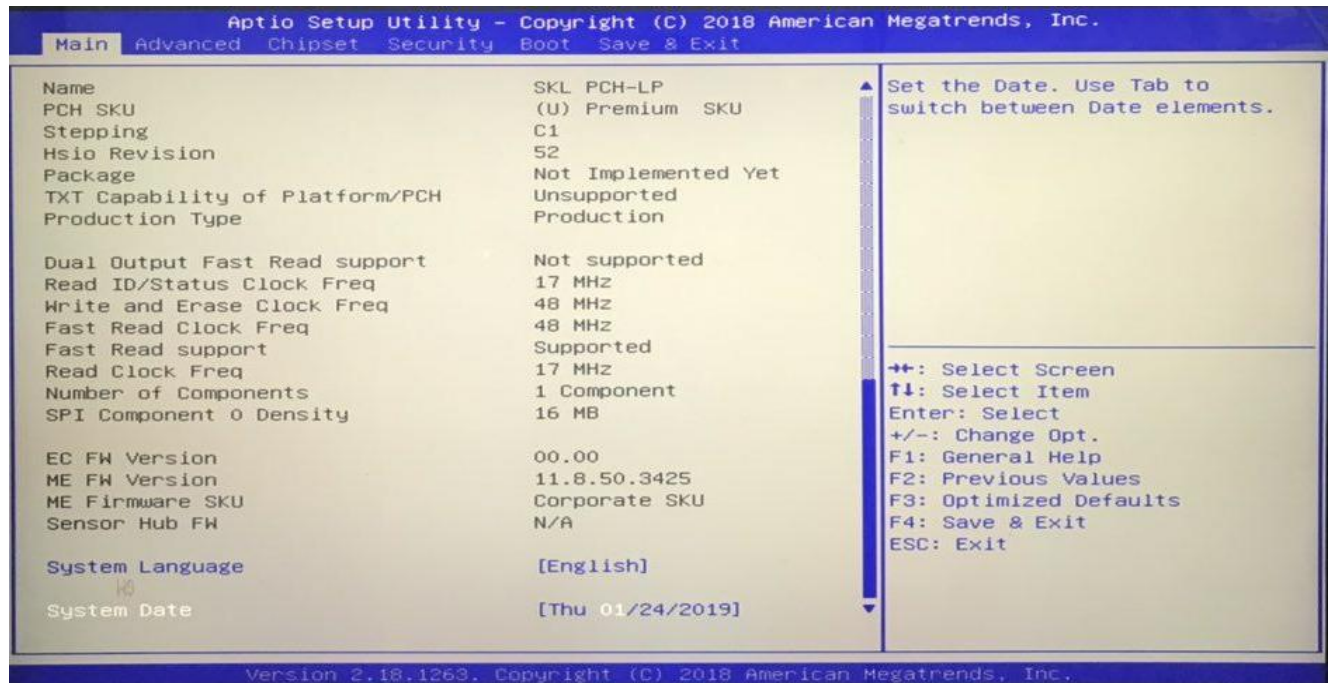 Aptio Setup Utility – Copyright (C) 2018 American Megatrends, Inc.
Main Advanced Chipset Security Boot Save & Exit
Name SKL PCH-LP
PCH SKU (U) Premium SKU
Stepping C1
Hsio Revision 52
Package Not Implemented Yet
TXT Capability of Platform/PCH Unsupported
Production Type Production
Dual Output Fast Read support Not supported
Read ID/Status Clock Freq 17 MHz
Write and Erase Clock Freq 48 MHz
Fast Read Clock Freq 48 MHz
Fast Read support Supported
Read Clock Freq 17 MHz
Number of Components 1 Component
SPI Component 0 Density 16 MB
EC FW Version 00.00
ME FW Version 11.8.50.3425
ME Firmware SKU Corporate SKU
Sensor Hub FW N/A
System Language [English]
System Date [Thu 01/24/2019]
Set the Date. Use Tab to
switch between Date elements.
→←: Select Screen
↑↓: Select Item
Enter: Select
+/-: Change Opt.
F1: General Help
F2: Previous Values
F3: Optimized Defaults
F4: Save & Exit
ESC: Exit
Version 2.18.1263. Copyright (C) 2018 American Megatrends, Inc.